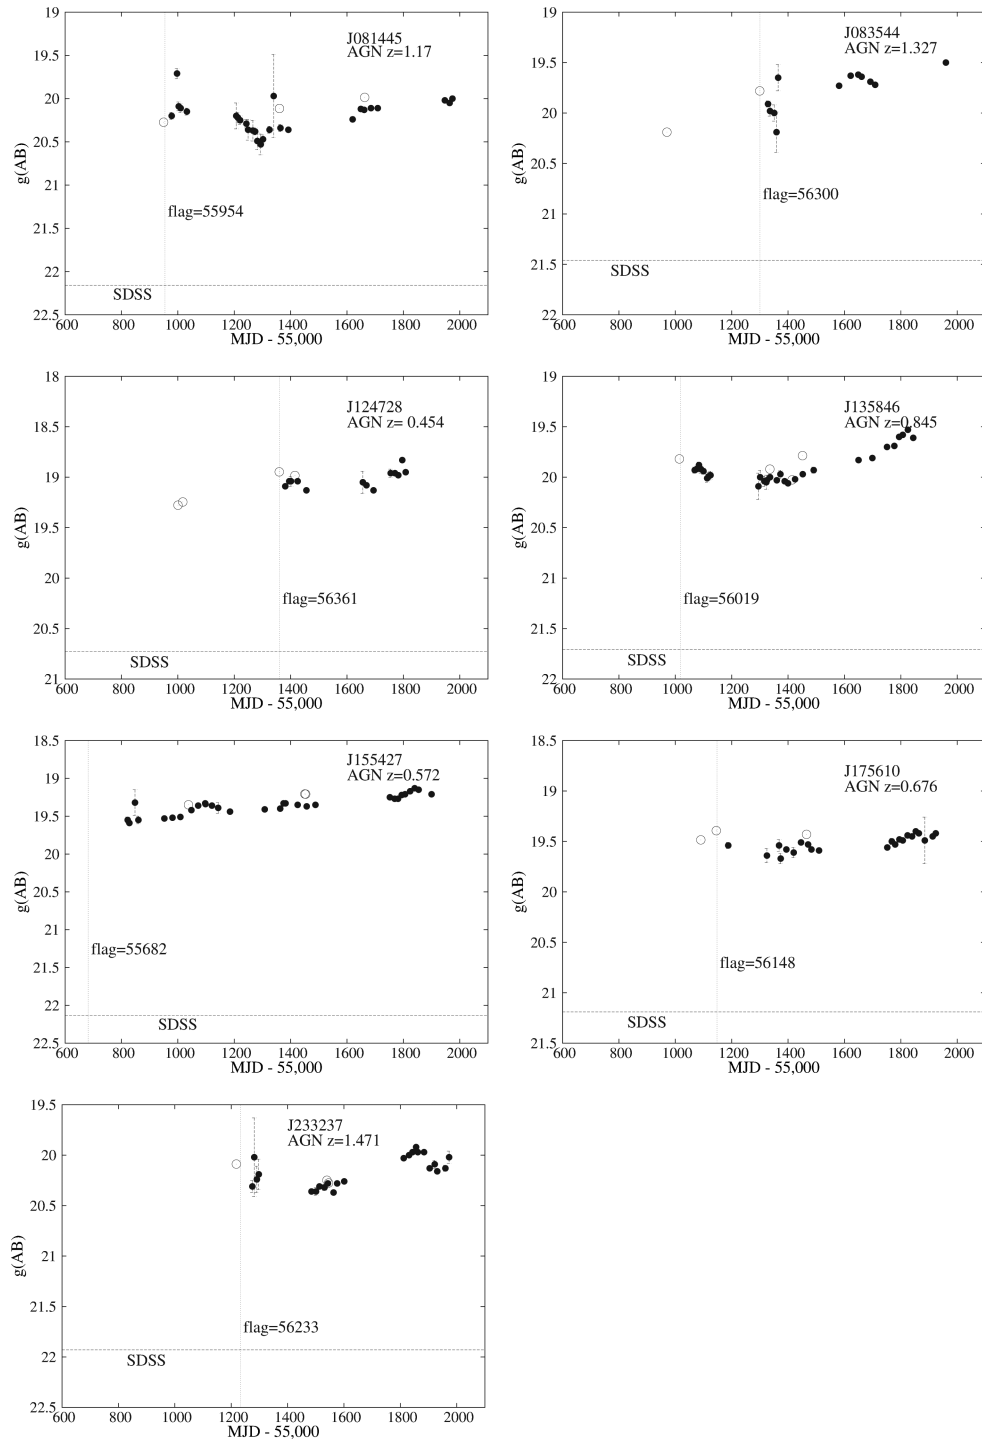 J081445
AGN z=1.17
g(AB)
19
19.5
20
20.5
21
21.5
22
22.5
flag=55954
SDSS
600 800 1000 1200 1400 1600 1800 2000
MJD - 55,000
J083544
AGN z=1.327
g(AB)
19
19.5
20
20.5
21
21.5
22
flag=56300
SDSS
600 800 1000 1200 1400 1600 1800 2000
MJD - 55,000
J124728
AGN z= 0.454
g(AB)
18
18.5
19
19.5
20
20.5
21
flag=56361
SDSS
600 800 1000 1200 1400 1600 1800 2000
MJD - 55,000
J135846
AGN z=0.845
g(AB)
19
19.5
20
20.5
21
21.5
22
flag=56019
SDSS
600 800 1000 1200 1400 1600 1800 2000
MJD - 55,000
J155427
AGN z=0.572
g(AB)
18.5
19
19.5
20
20.5
21
21.5
22
22.5
flag=55682
SDSS
600 800 1000 1200 1400 1600 1800 2000
MJD - 55,000
J175610
AGN z=0.676
g(AB)
18.5
19
19.5
20
20.5
21
21.5
flag=56148
SDSS
600 800 1000 1200 1400 1600 1800 2000
MJD - 55,000
J233237
AGN z=1.471
g(AB)
19.5
20
20.5
21
21.5
22
22.5
flag=56233
SDSS
600 800 1000 1200 1400 1600 1800 2000
MJD - 55,000